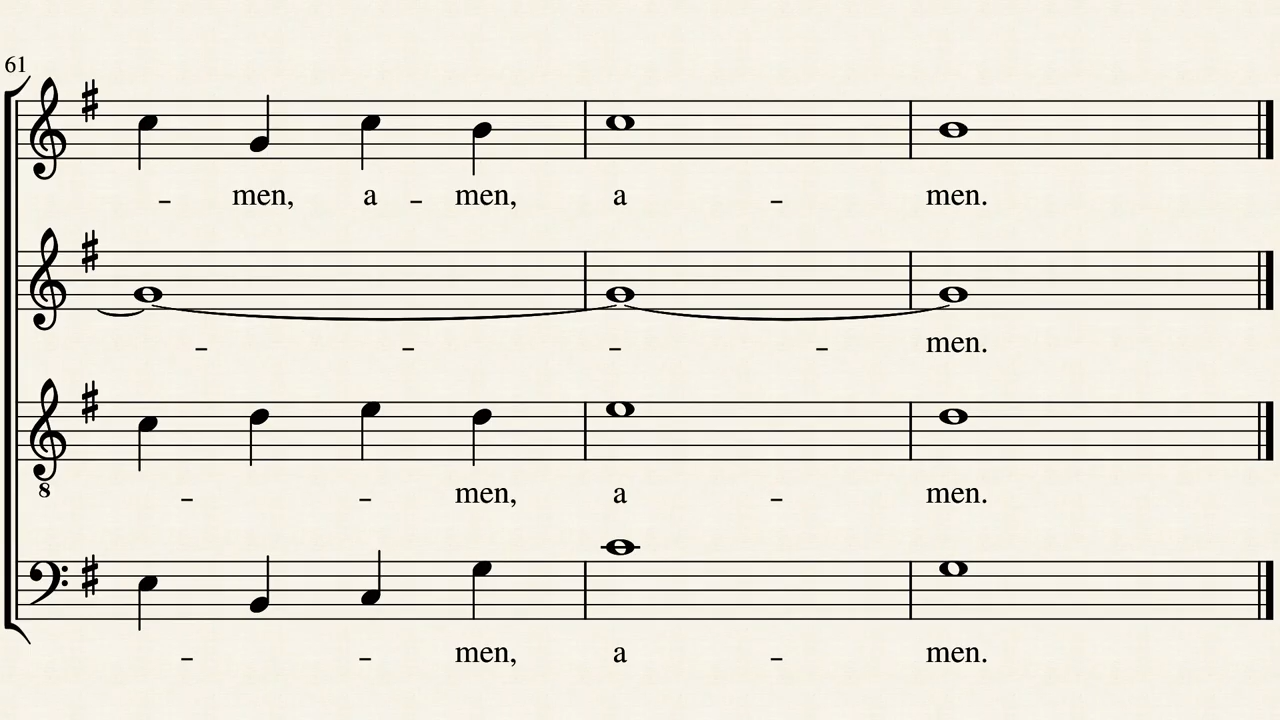 61
- men, a - men, a - men.
- - - - men.
8
- - men, a - men.
- - men, a - men.